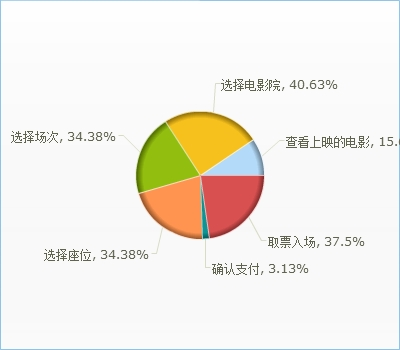 选择电影院, 40.63%
选择场次, 34.38%
查看上映的电影, 15.6
取票入场, 37.5%
选择座位, 34.38%
确认支付, 3.13%